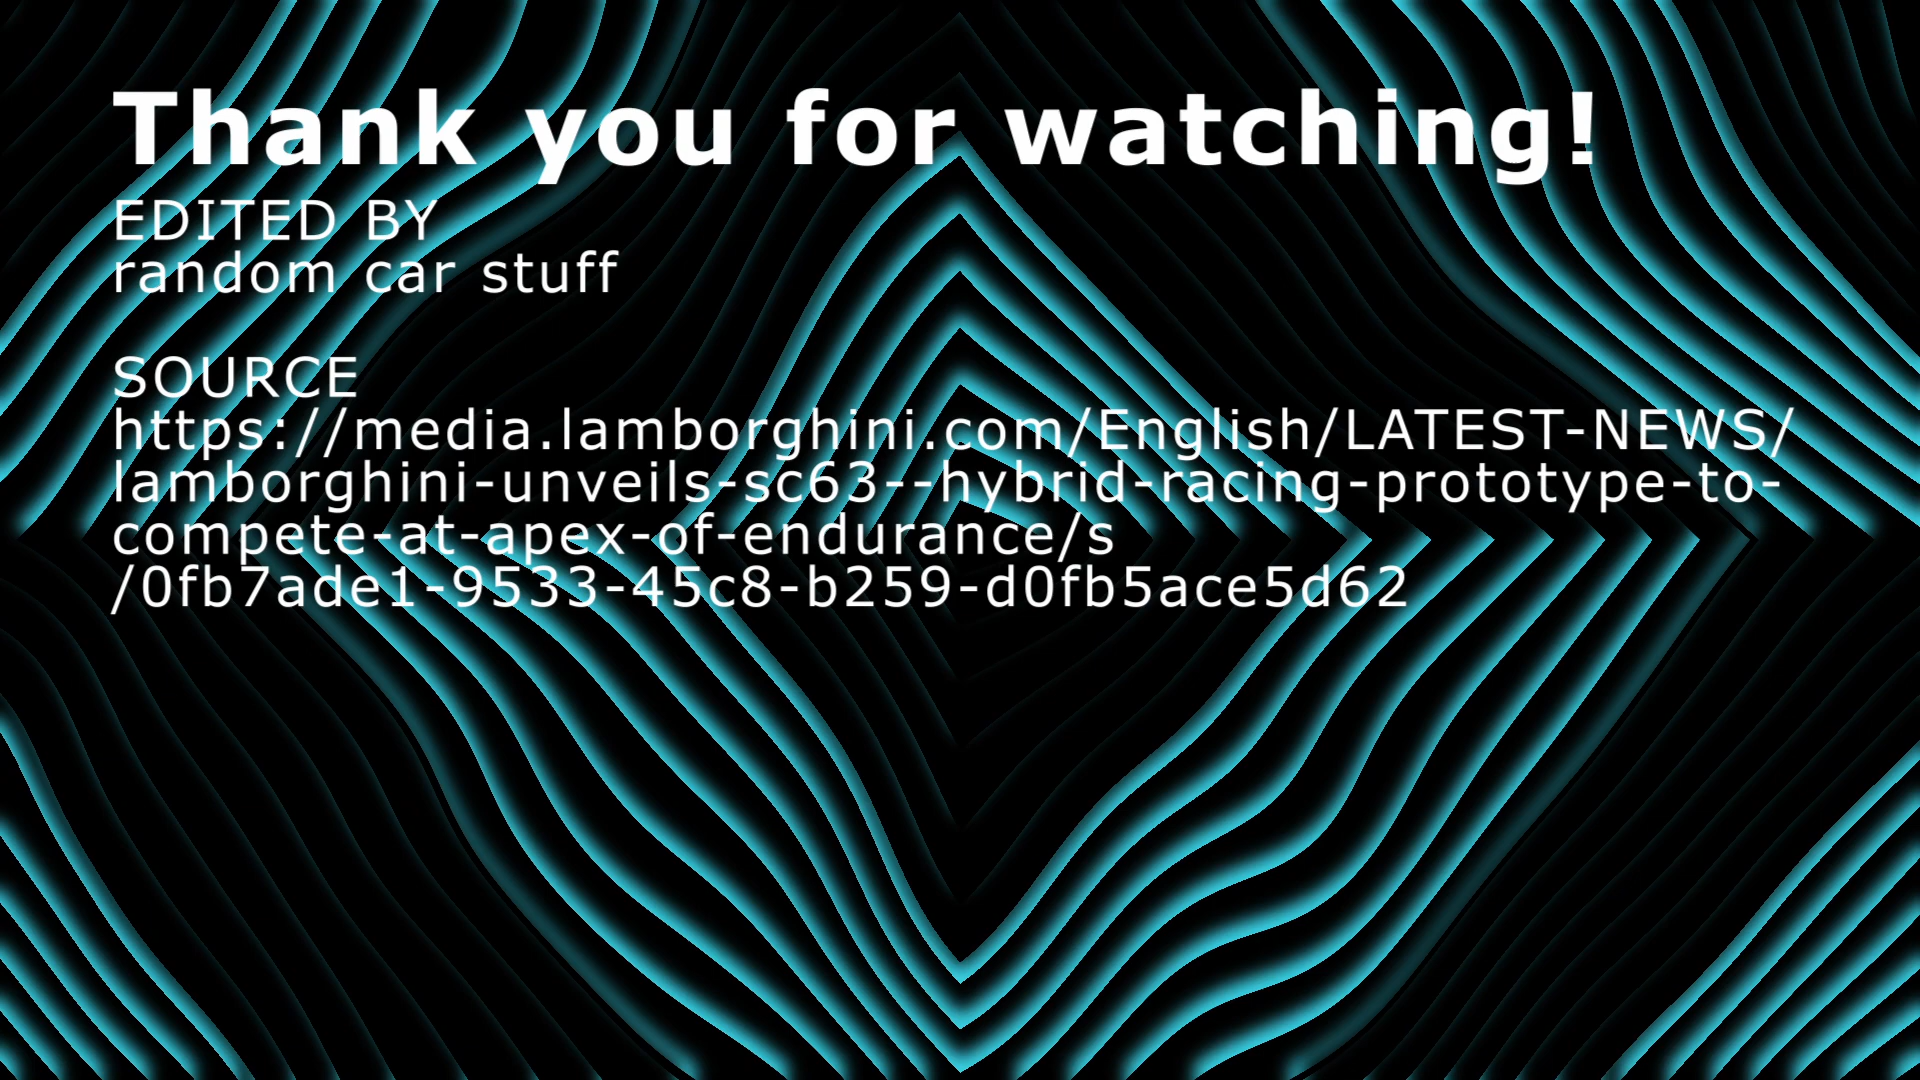 Thank you for watching!
EDITED BY
random car stuff
SOURCE
https://media.lamborghini.com/English/LATEST-NEWS/
lamborghini-unveils-sc63--hybrid-racing-prototype-to-
compete-at-apex-of-endurance/s
/0fb7ade1-9533-45c8-b259-d0fb5ace5d62